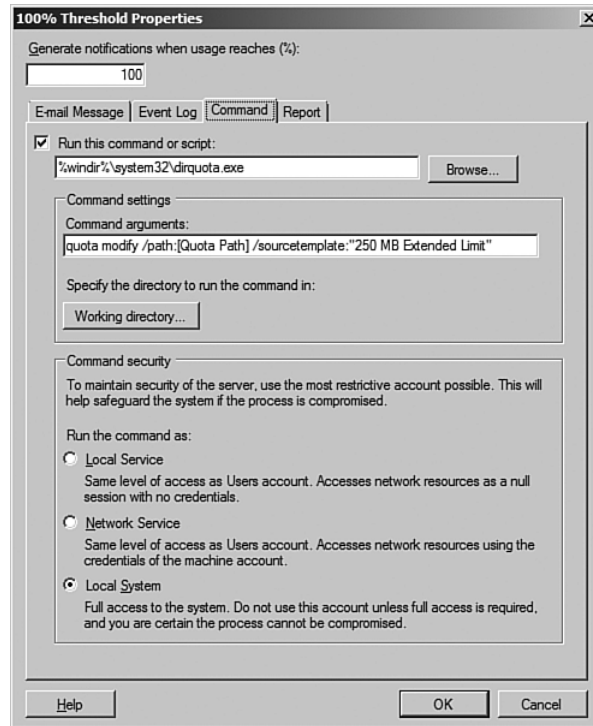 100% Threshold Properties
Generate notifications when usage reaches (%):
100
E-mail Message Event Log Command Report
Run this command or script:
%windir%\system32\dirquota.exe Browse...
Command settings
Command arguments:
quota modify /path:[Quota Path] /sourcetemplate:"250 MB Extended Limit"
Specify the directory to run the command in:
Working directory...
Command security
To maintain security of the server, use the most restrictive account possible. This will
help safeguard the system if the process is compromised.
Run the command as:
Local Service
Same level of access as Users account. Accesses network resources as a null
session with no credentials.
Network Service
Same level of access as Users account. Accesses network resources using the
credentials of the machine account.
Local System
Full access to the system. Do not use this account unless full access is required,
and you are certain the process cannot be compromised.
Help OK Cancel